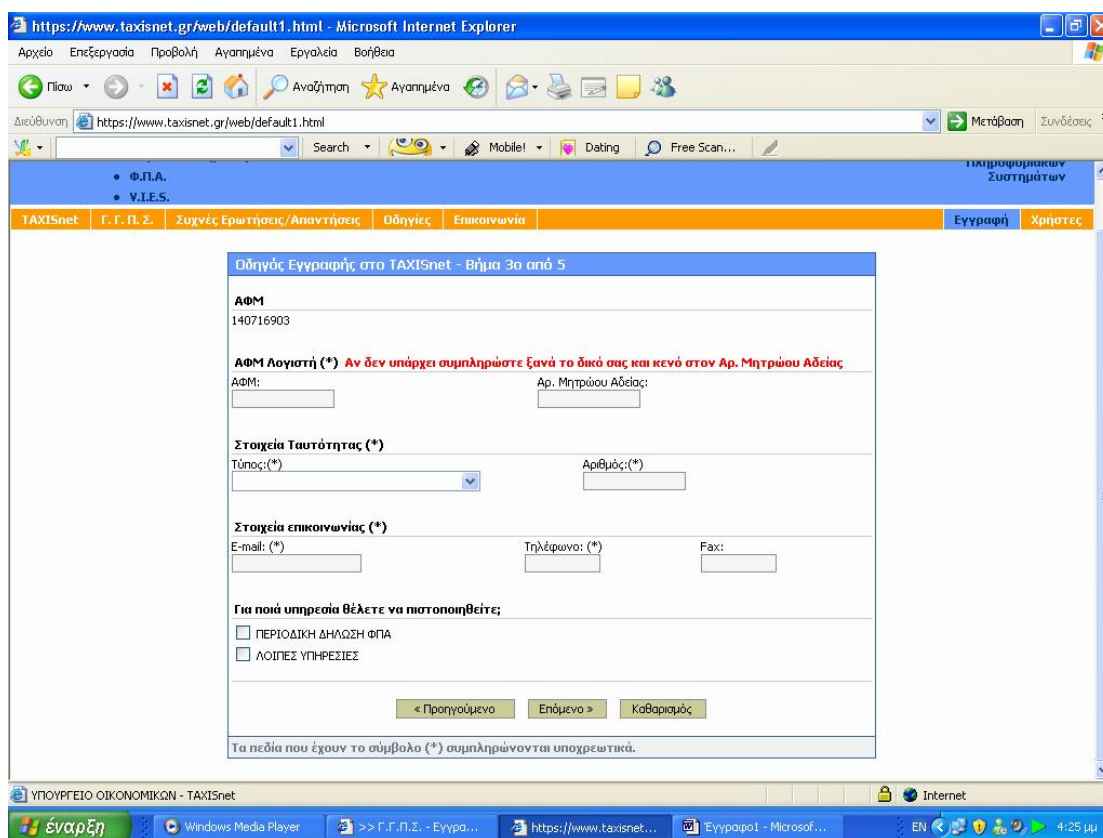 https://www.taxisnet.gr/web/default1.html - Microsoft Internet Explorer
Αρχείο Επεξεργασία Προβολή Αγαπημένα Εργαλεία Βοήθεια
Πίσω Αναζήτηση Αγαπημένα
Διεύθυνση https://www.taxisnet.gr/web/default1.html Μετάβαση Συνδέσεις
Search Mobile! Dating Free Scan...
Πληροφοριακών
• Φ.Π.Α. Συστημάτων
• V.I.E.S.
TAXISnet Γ.Γ.Π.Σ. Συχνές Ερωτήσεις/Απαντήσεις Οδηγίες Επικοινωνία Εγγραφή Χρήστες
Οδηγός Εγγραφής στο TAXISnet - Βήμα 3ο από 5
ΑΦΜ
140716903
ΑΦΜ Λογιστή (*) Αν δεν υπάρχει συμπληρώστε ξανά το δικό σας και κενό στον Αρ. Μητρώου Αδείας
ΑΦΜ: Αρ. Μητρώου Αδείας:
Στοιχεία Ταυτότητας (*)
Τύπος:(*) Αριθμός:(*)
Στοιχεία επικοινωνίας (*)
E-mail: (*) Τηλέφωνο: (*) Fax:
Για ποιά υπηρεσία θέλετε να πιστοποιηθείτε;
ΠΕΡΙΟΔΙΚΗ ΔΗΛΩΣΗ ΦΠΑ
ΛΟΙΠΕΣ ΥΠΗΡΕΣΙΕΣ
« Προηγούμενο Επόμενο » Καθαρισμός
Τα πεδία που έχουν το σύμβολο (*) συμπληρώνονται υποχρεωτικά.
ΥΠΟΥΡΓΕΙΟ ΟΙΚΟΝΟΜΙΚΩΝ - TAXISnet Internet
έναρξη Windows Media Player >> Γ.Γ.Π.Σ. - Εγγρα... https://www.taxisnet... Έγγραφο1 - Microsof... EN 4:25 μμ